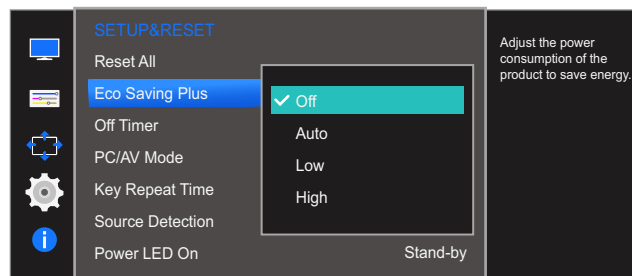 SETUP&RESET
Reset All
Eco Saving Plus
Off Timer
PC/AV Mode
Key Repeat Time
Source Detection
Power LED On
Off
Auto
Low
High
Stand-by
Adjust the power
consumption of the
product to save energy.